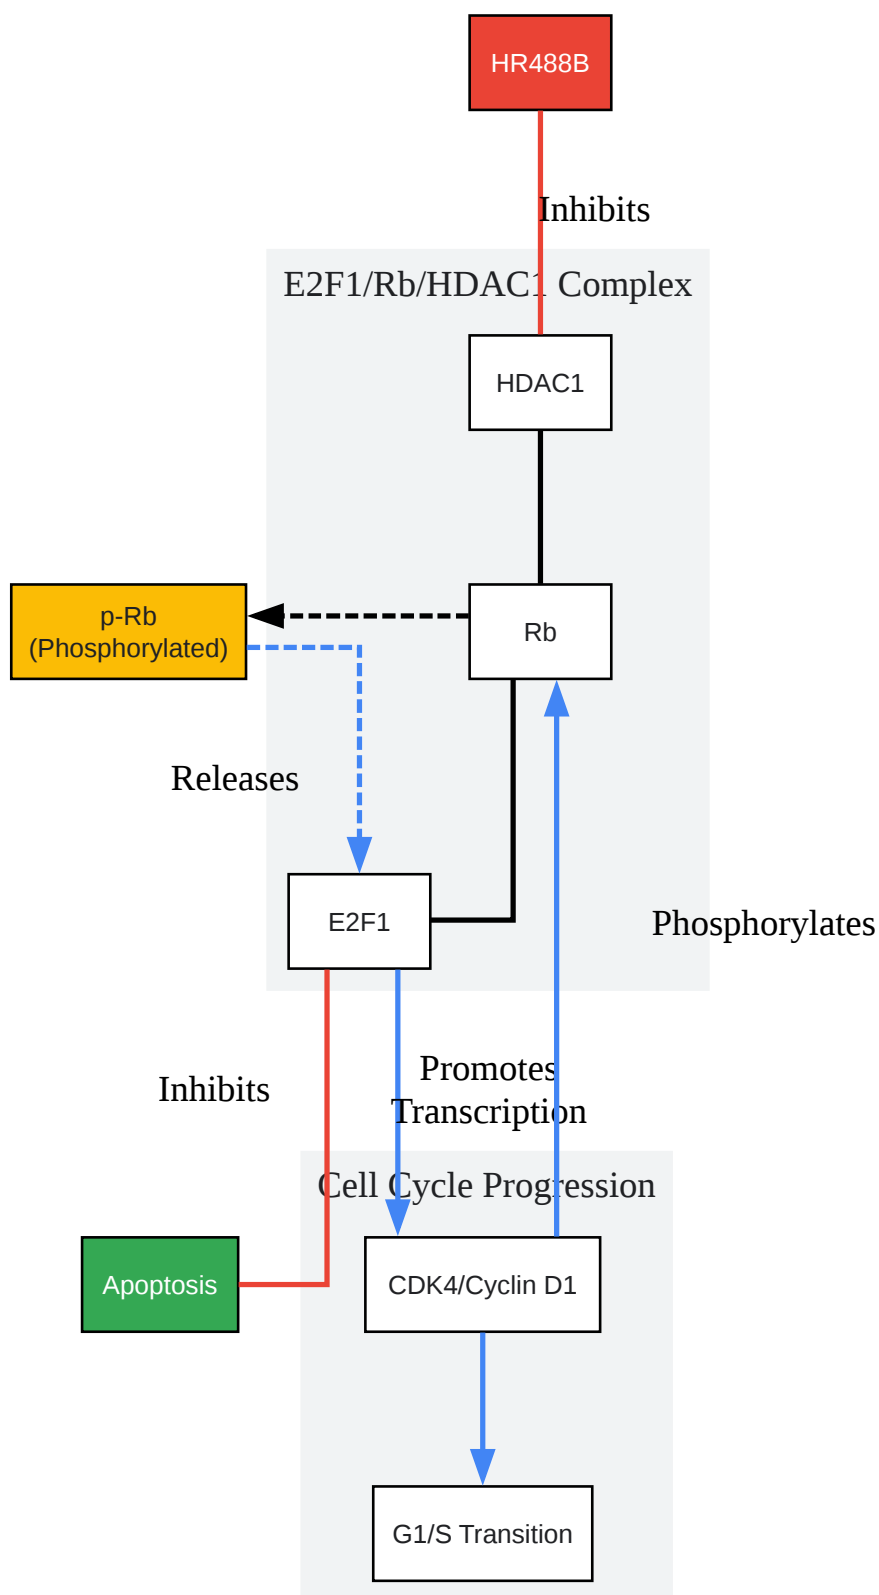 HR488B
Inhibits
E2F1/Rb/HDAC1 Complex
HDAC1
p-Rb
(Phosphorylated)
Rb
Releases
E2F1
Phosphorylates
Inhibits
Promotes
Transcription
Cell Cycle Progression
Apoptosis
CDK4/Cyclin D1
G1/S Transition